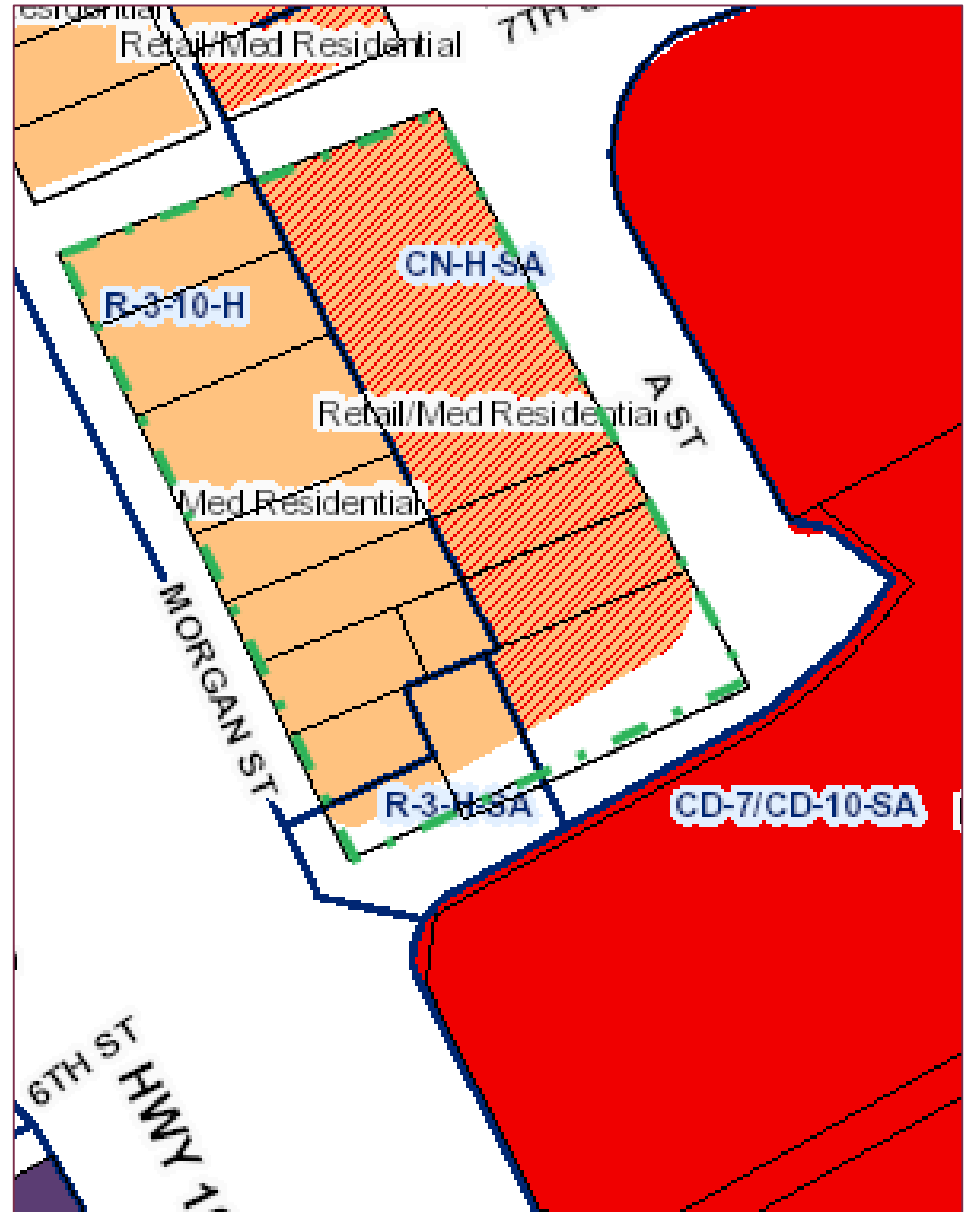 Retail/Med Residential
7TH
CN-H-SA
R-3-10-H
A ST
Retail/Med Residential
Med Residential
MORGAN ST
R-3-H-SA
CD-7/CD-10-SA
6TH ST
HWY